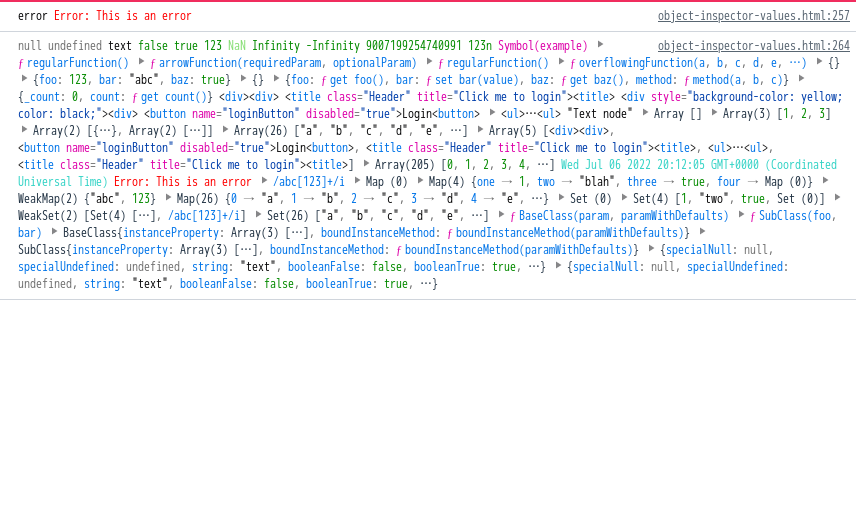 error Error: This is an error object-inspector-values.html:257
null undefined text false true 123 NaN Infinity -Infinity 9007199254740991 123n Symbol(example) ▶ object-inspector-values.html:264
ƒ regularFunction() ▶ ƒ arrowFunction(requiredParam, optionalParam) ▶ ƒ regularFunction() ▶ ƒ overflowingFunction(a, b, c, d, e, …) ▶ {}
▶ {foo: 123, bar: "abc", baz: true} ▶ {} ▶ {foo: ƒ get foo(), bar: ƒ set bar(value), baz: ƒ get baz(), method: ƒ method(a, b, c)} ▶
{_count: 0, count: ƒ get count()} <div><div> <title class="Header" title="Click me to login"><title> <div style="background-color: yellow;
color: black;"><div> <button name="loginButton" disabled="true">Login<button> ▶ <ul>…<ul> "Text node" ▶ Array [] ▶ Array(3) [1, 2, 3]
▶ Array(2) [{…}, Array(2) […]] ▶ Array(26) ["a", "b", "c", "d", "e", …] ▶ Array(5) [<div><div>,
<button name="loginButton" disabled="true">Login<button>, <title class="Header" title="Click me to login"><title>, <ul>…<ul>,
<title class="Header" title="Click me to login"><title>] ▶ Array(205) [0, 1, 2, 3, 4, …] Wed Jul 06 2022 20:12:05 GMT+0000 (Coordinated
Universal Time) Error: This is an error ▶ /abc[123]+/i ▶ Map (0) ▶ Map(4) {one → 1, two → "blah", three → true, four → Map (0)} ▶
WeakMap(2) {"abc", 123} ▶ Map(26) {0 → "a", 1 → "b", 2 → "c", 3 → "d", 4 → "e", …} ▶ Set (0) ▶ Set(4) [1, "two", true, Set (0)] ▶
WeakSet(2) [Set(4) […], /abc[123]+/i] ▶ Set(26) ["a", "b", "c", "d", "e", …] ▶ ƒ BaseClass(param, paramWithDefaults) ▶ ƒ SubClass(foo,
bar) ▶ BaseClass{instanceProperty: Array(3) […], boundInstanceMethod: ƒ boundInstanceMethod(paramWithDefaults)} ▶
SubClass{instanceProperty: Array(3) […], boundInstanceMethod: ƒ boundInstanceMethod(paramWithDefaults)} ▶ {specialNull: null,
specialUndefined: undefined, string: "text", booleanFalse: false, booleanTrue: true, …} ▶ {specialNull: null, specialUndefined:
undefined, string: "text", booleanFalse: false, booleanTrue: true, …}